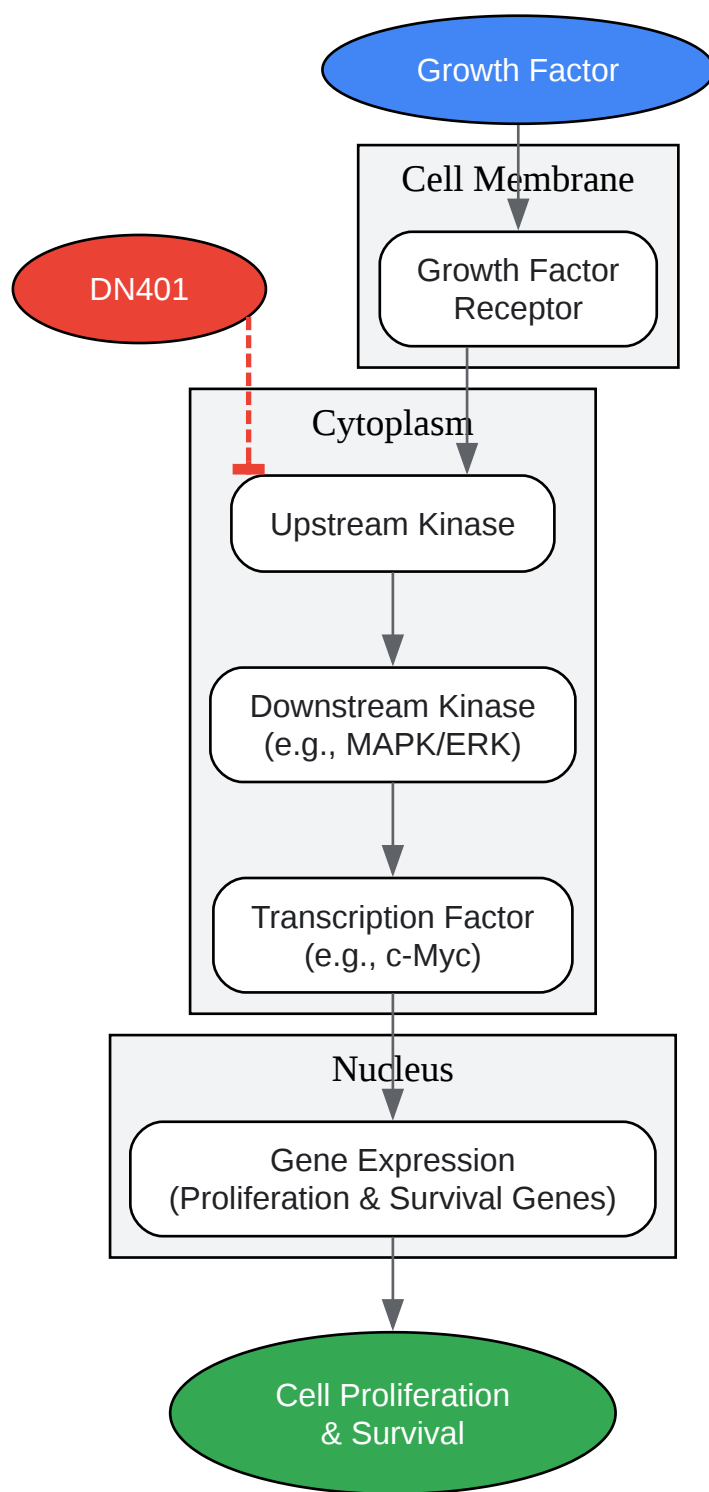 Growth Factor
Cell Membrane
Growth Factor
Receptor
DN401
Cytoplasm
Upstream Kinase
Downstream Kinase
(e.g., MAPK/ERK)
Transcription Factor
(e.g., c-Myc)
Nucleus
Gene Expression
(Proliferation & Survival Genes)
Cell Proliferation
& Survival